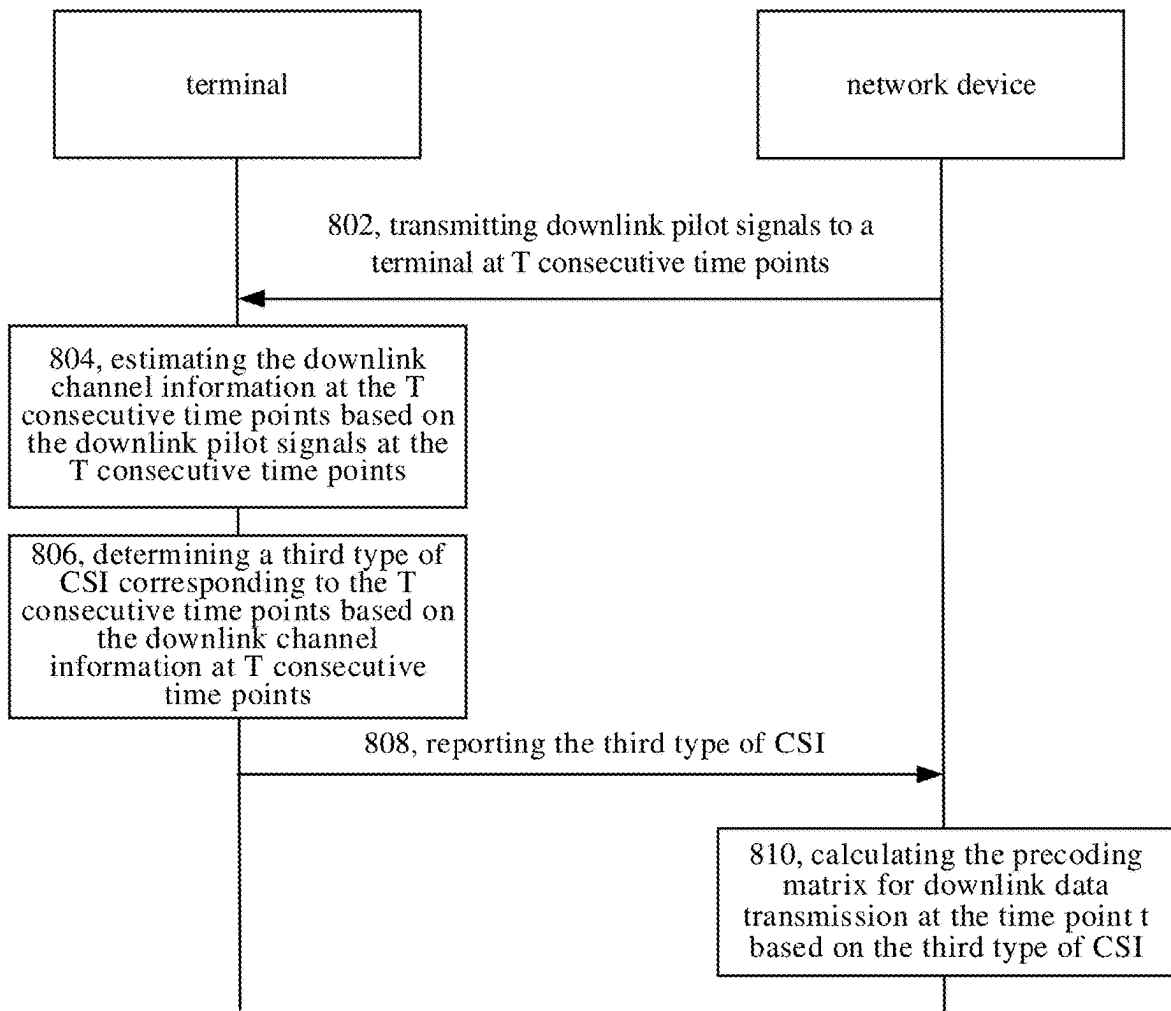 terminal
network device
802, transmitting downlink pilot signals to a
terminal at T consecutive time points
804, estimating the downlink
channel information at the T
consecutive time points based on
the downlink pilot signals at the
T consecutive time points
806, determining a third type of
CSI corresponding to the T
consecutive time points based on
the downlink channel
information at T consecutive
time points
808, reporting the third type of CSI
810, calculating the precoding
matrix for downlink data
transmission at the time point t
based on the third type of CSI